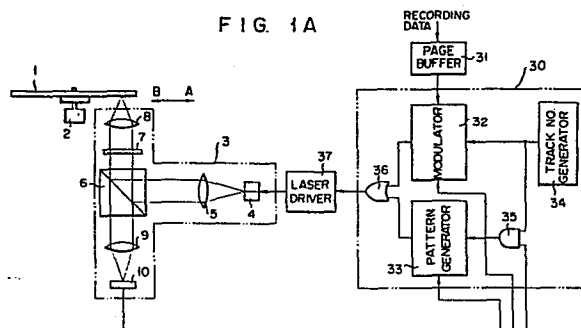 FIG. 1A
RECORDING
DATA
PAGE
BUFFER
31
30
1
B A
2
8
7
3
6
5
4
37
LASER
DRIVER
36
MODULATOR
32
TRACK NO.
GENERATOR
34
35
PATTERN
GENERATOR
33
9
10